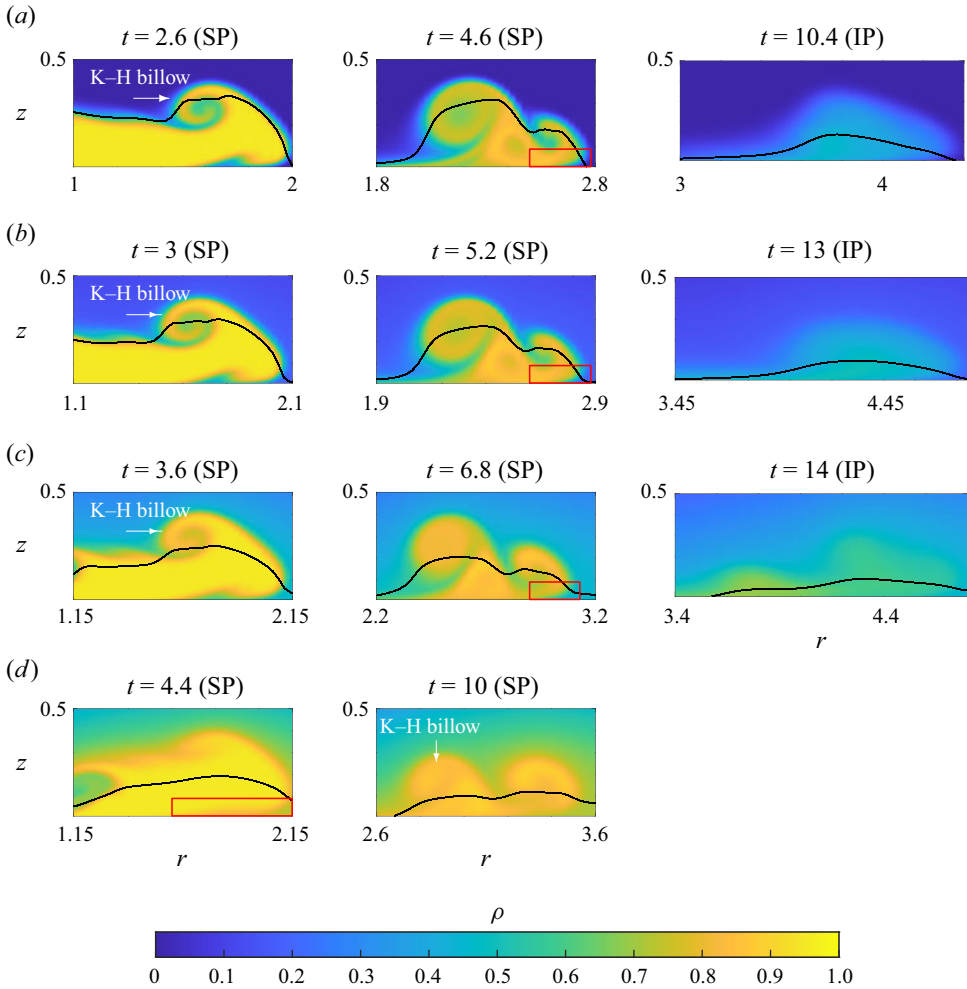 (a)
t = 2.6 (SP) t = 4.6 (SP) t = 10.4 (IP)
0.5 0.5 0.5
K–H billow
z
1 2 1.8 2.8 3 4
(b)
t = 3 (SP) t = 5.2 (SP) t = 13 (IP)
0.5 0.5 0.5
K–H billow
z
1.1 2.1 1.9 2.9 3.45 4.45
(c)
t = 3.6 (SP) t = 6.8 (SP) t = 14 (IP)
0.5 0.5 0.5
K–H billow
z
1.15 2.15 2.2 3.2 3.4 4.4
r
(d)
t = 4.4 (SP) t = 10 (SP)
0.5 0.5
K–H billow
z
1.15 2.15 2.6 3.6
r r
ρ
0 0.1 0.2 0.3 0.4 0.5 0.6 0.7 0.8 0.9 1.0